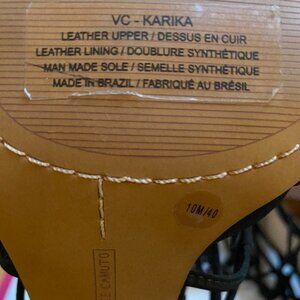 VC - KARIKA
LEATHER UPPER / DESSUS EN CUIR
LEATHER LINING / DOUBLURE SYNTHÉTIQUE
MAN MADE SOLE / SEMELLE SYNTHÉTIQUE
MADE IN BRAZIL / FABRIQUÉ AU BRÉSIL
10M/40
CAMUTO